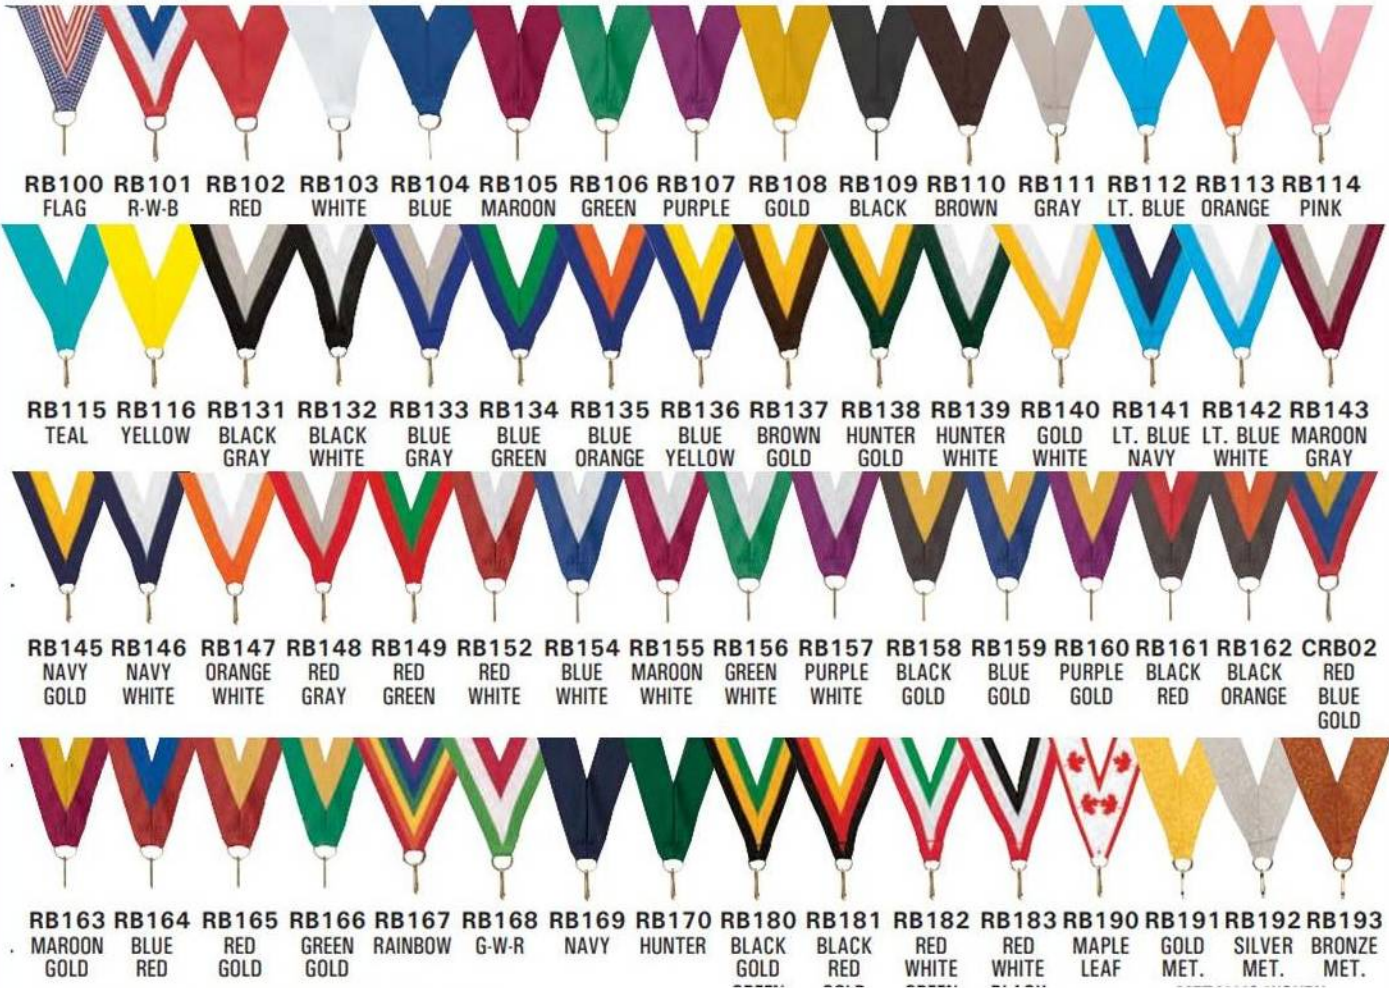 RB100 RB101 RB102 RB103 RB104 RB105 RB106 RB107 RB108 RB109 RB110 RB111 RB112 RB113 RB114
FLAG R-W-B RED WHITE BLUE MAROON GREEN PURPLE GOLD BLACK BROWN GRAY LT. BLUE ORANGE PINK
RB115 RB116 RB131 RB132 RB133 RB134 RB135 RB136 RB137 RB138 RB139 RB140 RB141 RB142 RB143
TEAL YELLOW BLACK BLACK BLUE BLUE BLUE BLUE BROWN HUNTER HUNTER GOLD LT. BLUE LT. BLUE MAROON
GRAY WHITE GRAY GREEN ORANGE YELLOW GOLD GOLD WHITE WHITE NAVY WHITE GRAY
RB145 RB146 RB147 RB148 RB149 RB152 RB154 RB155 RB156 RB157 RB158 RB159 RB160 RB161 RB162 CRB02
NAVY NAVY ORANGE RED RED RED BLUE MAROON GREEN PURPLE BLACK BLUE PURPLE BLACK BLACK RED
GOLD WHITE WHITE GRAY GREEN WHITE WHITE WHITE WHITE WHITE GOLD GOLD GOLD RED ORANGE BLUE
GOLD
RB163 RB164 RB165 RB166 RB167 RB168 RB169 RB170 RB180 RB181 RB182 RB183 RB190 RB191 RB192 RB193
MAROON BLUE RED GREEN RAINBOW G-W-R NAVY HUNTER BLACK BLACK RED RED MAPLE GOLD SILVER BRONZE
GOLD RED GOLD GOLD GOLD RED WHITE WHITE LEAF MET. MET. MET.